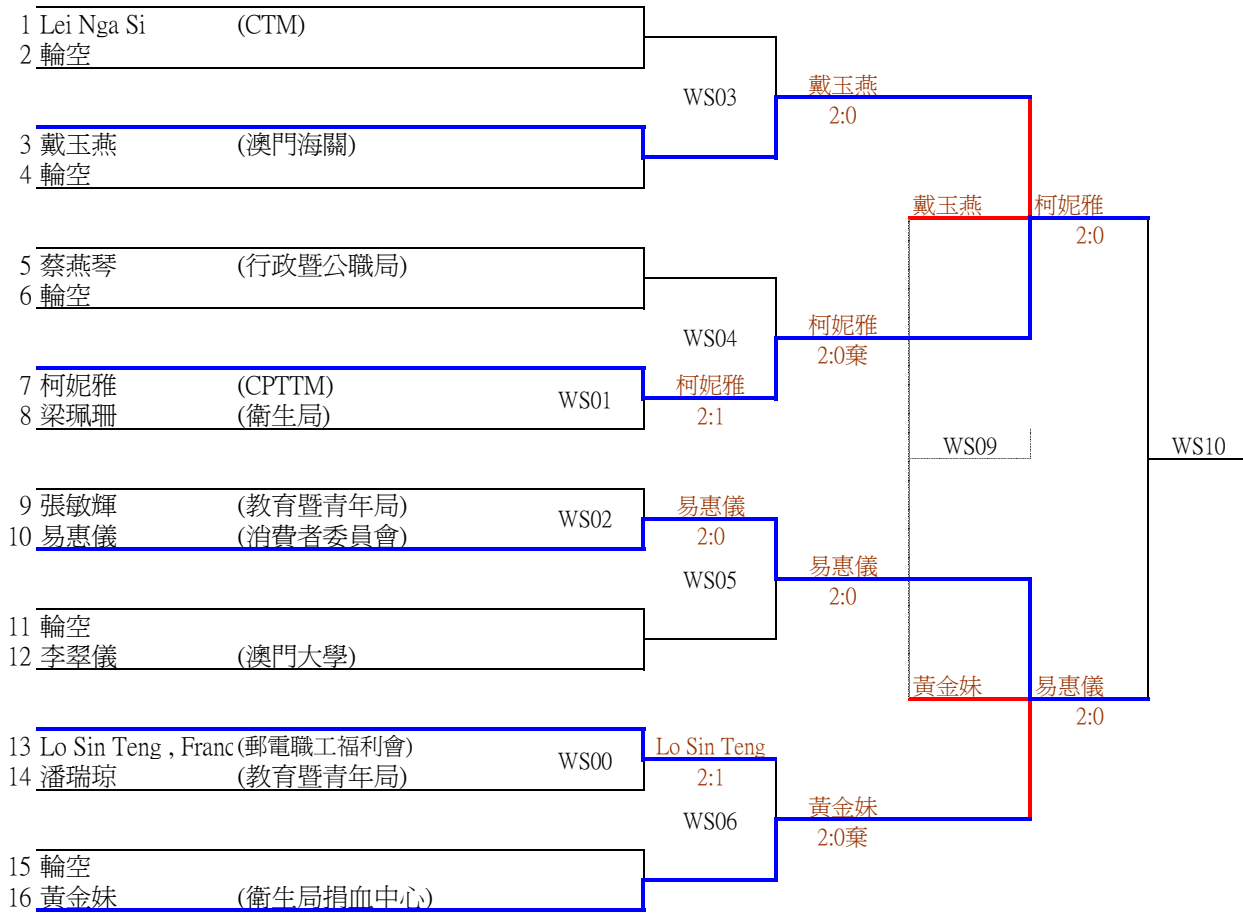 1 Lei Nga Si (CTM)
2 輪空
WS03
戴玉燕
2:0
3 戴玉燕 (澳門海關)
4 輪空
戴玉燕
柯妮雅
2:0
5 蔡燕琴 (行政暨公職局)
6 輪空
WS04
柯妮雅
2:0棄
7 柯妮雅 (CPTTM)
8 梁珮珊 (衛生局)
WS01
柯妮雅
2:1
WS09
WS10
9 張敏輝 (教育暨青年局)
10 易惠儀 (消費者委員會)
WS02
易惠儀
2:0
WS05
易惠儀
2:0
11 輪空
12 李翠儀 (澳門大學)
黃金妹
易惠儀
2:0
13 Lo Sin Teng , Franc (郵電職工福利會)
14 潘瑞琼 (教育暨青年局)
WS00
Lo Sin Teng
2:1
WS06
黃金妹
2:0棄
15 輪空
16 黃金妹 (衛生局捐血中心)